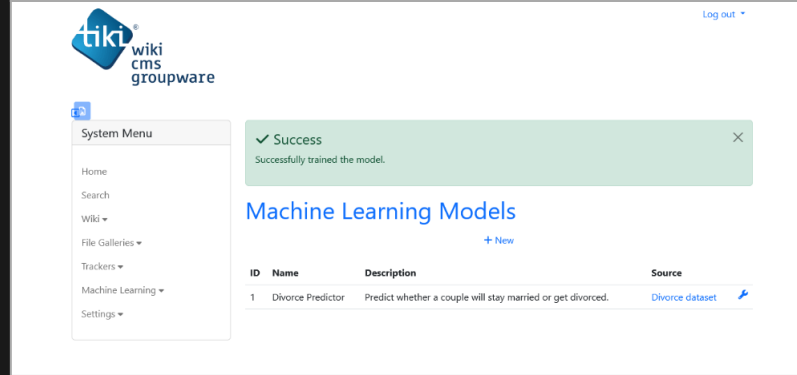 Log out
tiki
wiki
cms
groupware
System Menu
Home
Search
Wiki
File Galleries
Trackers
Machine Learning
Settings
Success
Successfully trained the model.
Machine Learning Models
+ New
ID Name Description Source
1 Divorce Predictor Predict whether a couple will stay married or get divorced. Divorce dataset